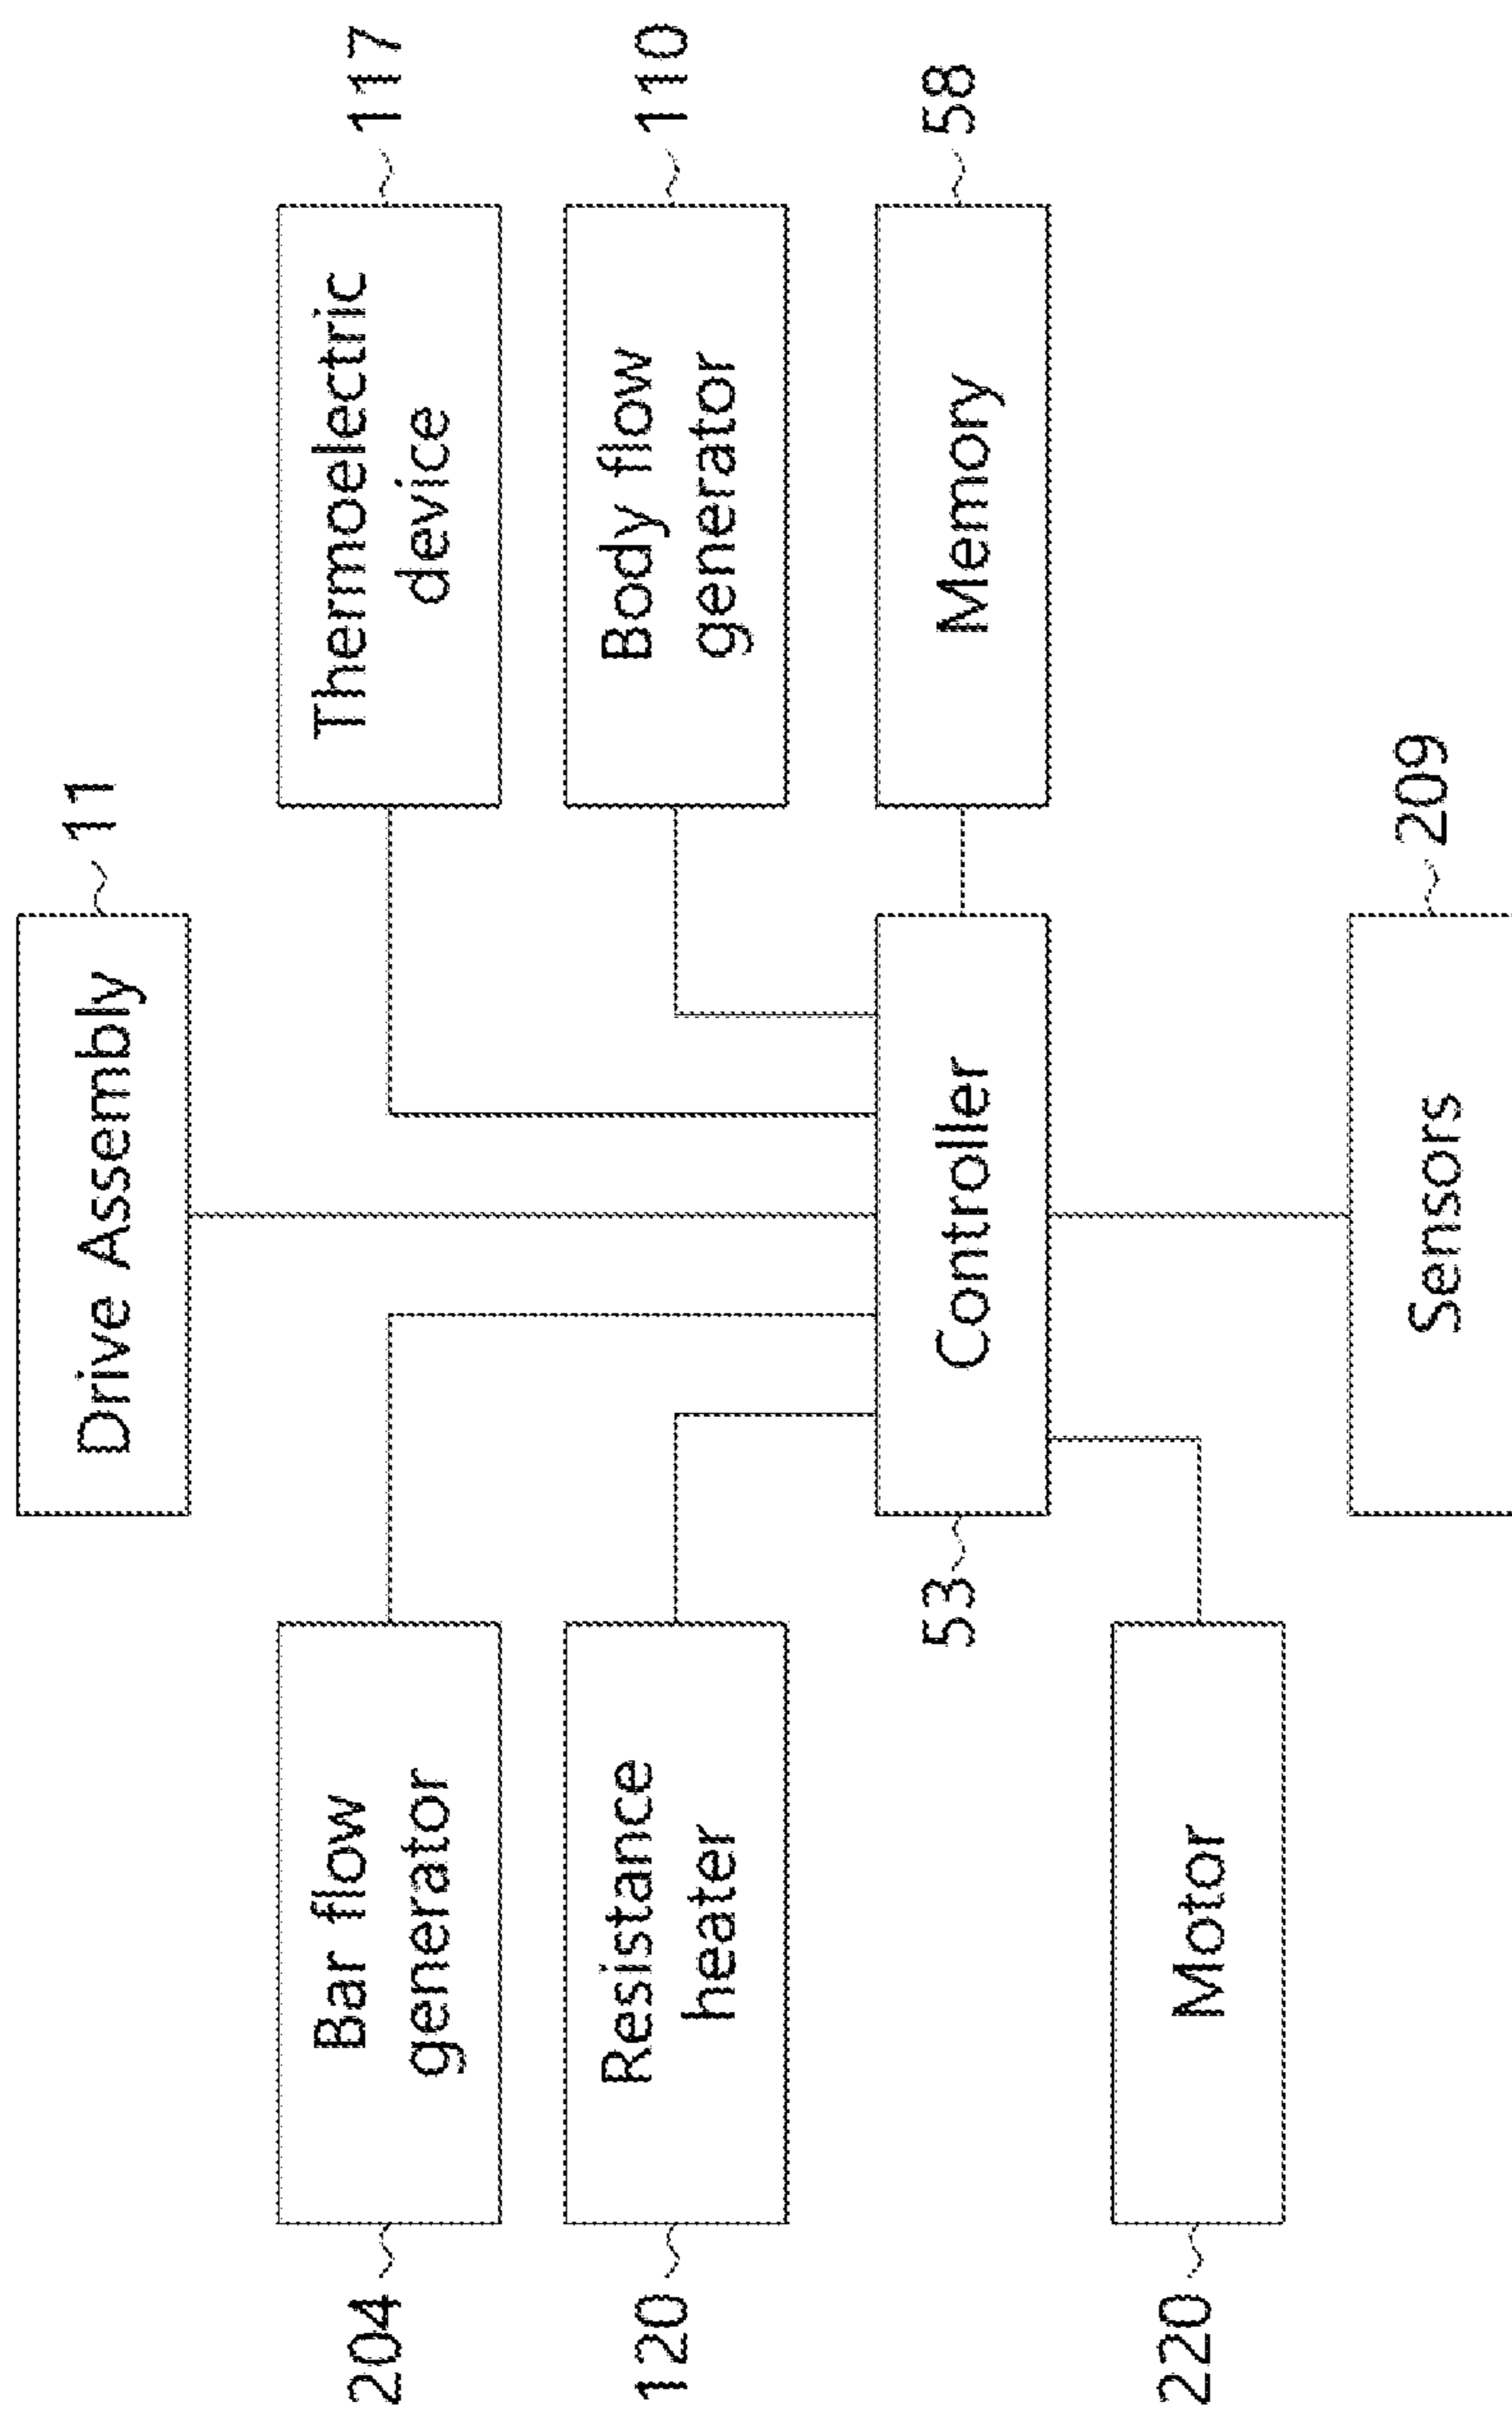 Drive Assembly
11
Bar flow
generator
204
Thermoelectric
device
117
Resistance
heater
120
Body flow
generator
110
Controller
53
Memory
58
Motor
220
Sensors
209